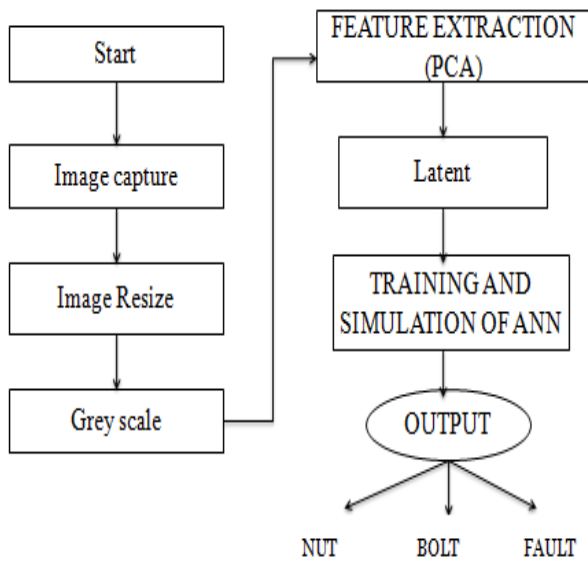 Start
Image capture
Image Resize
Grey scale
FEATURE EXTRACTION
(PCA)
Latent
TRAINING AND
SIMULATION OF ANN
OUTPUT
NUT
BOLT
FAULT